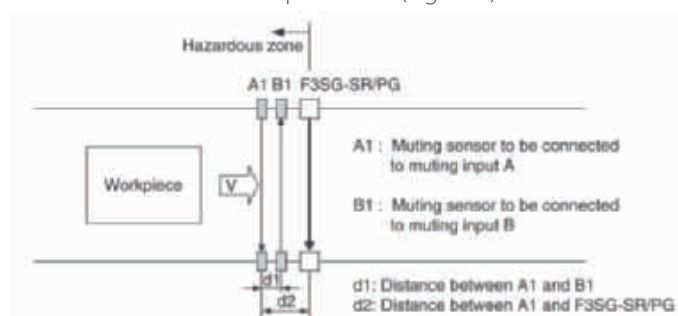 Hazardous zone
A1 B1 F3SG-SR/PG
A1 : Muting sensor to be connected
to muting input A
Workpiece
V
B1 : Muting sensor to be connected
to muting input B
d1
d2
d1: Distance between A1 and B1
d2: Distance between A1 and F3SG-SR/PG